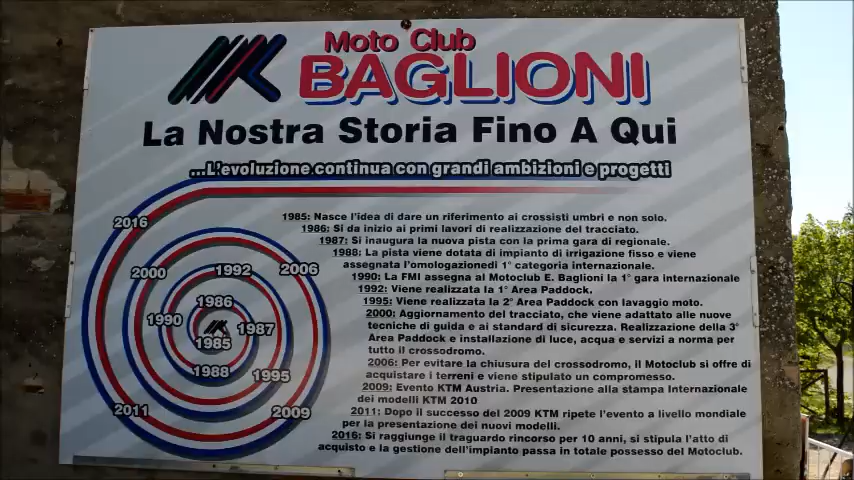 Moto Club
BAGLIONI
La Nostra Storia Fino A Qui
...L'evoluzione continua con grandi ambizioni e progetti
1985: Nasce l'idea di dare un riferimento ai crossisti umbri e non solo.
1986: Si da inizio ai primi lavori di realizzazione del tracciato.
1987: Si inaugura la nuova pista con la prima gara di regionale.
1988: La pista viene dotata di impianto di irrigazione fisso e viene
assegnata l'omologazionedi 1° categoria internazionale.
1990: La FMI assegna al Motoclub E. Baglioni la 1° gara internazionale
1992: Viene realizzata la 1° Area Paddock.
1995: Viene realizzata la 2° Area Paddock con lavaggio moto.
2000: Aggiornamento del tracciato, che viene adattato alle nuove
tecniche di guida e ai standard di sicurezza. Realizzazione della 3°
Area Paddock e installazione di luce, acqua e servizi a norma per
tutto il crossodromo.
2006: Per evitare la chiusura del crossodromo, il Motoclub si offre di
acquistare i terreni e viene stipulato un compromesso.
2009: Evento KTM Austria. Presentazione alla stampa Internazionale
dei modelli KTM 2010
2011: Dopo il successo del 2009 KTM ripete l'evento a livello mondiale
per la presentazione dei nuovi modelli.
2016: Si raggiunge il traguardo rincorso per 10 anni, si stipula l'atto di
acquisto e la gestione dell'impianto passa in totale possesso del Motoclub.
2016
2000
1992
2006
1986
1990
1987
1985
1988
1995
2011
2009